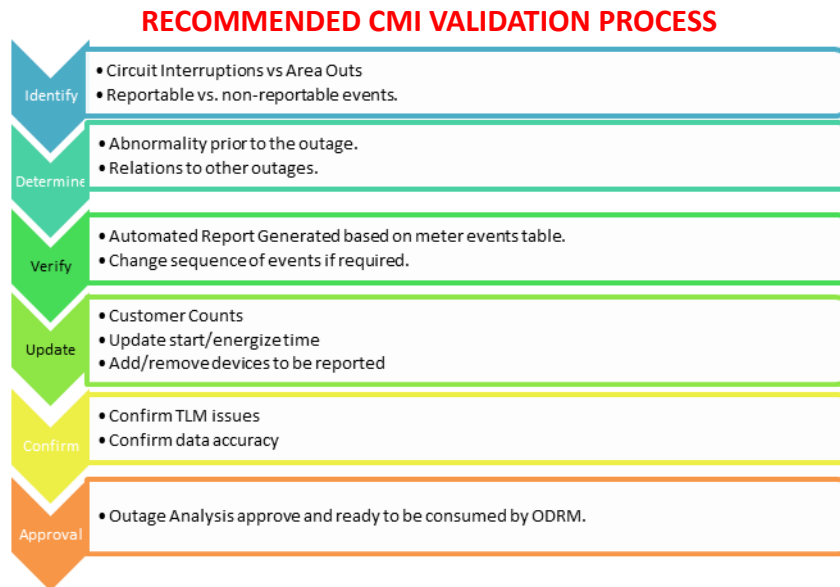 RECOMMENDED CMI VALIDATION PROCESS
Identify
• Circuit Interruptions vs Area Outs
• Reportable vs. non-reportable events.
Determine
• Abnormality prior to the outage.
• Relations to other outages.
Verify
• Automated Report Generated based on meter events table.
• Change sequence of events if required.
Update
• Customer Counts
• Update start/energize time
• Add/remove devices to be reported
Confirm
• Confirm TLM issues
• Confirm data accuracy
Approval
• Outage Analysis approve and ready to be consumed by ODRM.